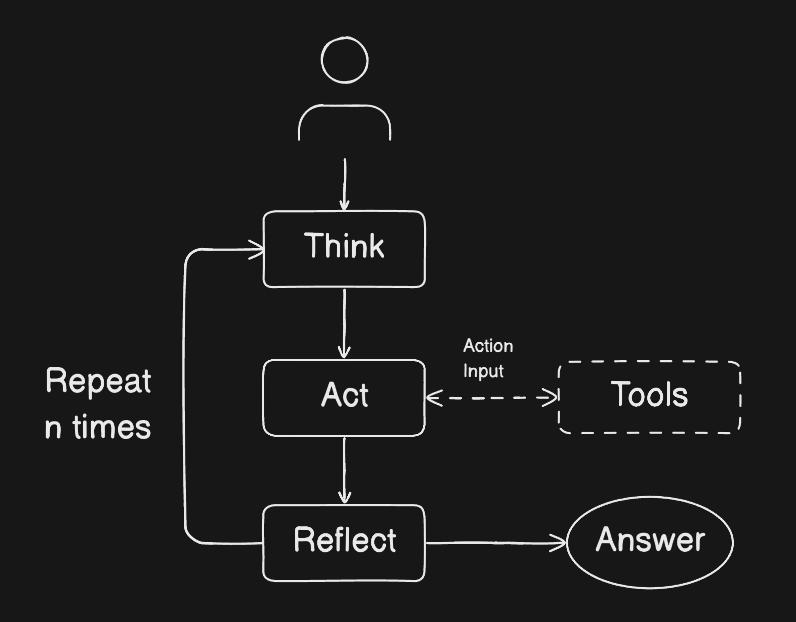 Think
Action
Input
Repeat
n times
Act
Tools
Reflect
Answer